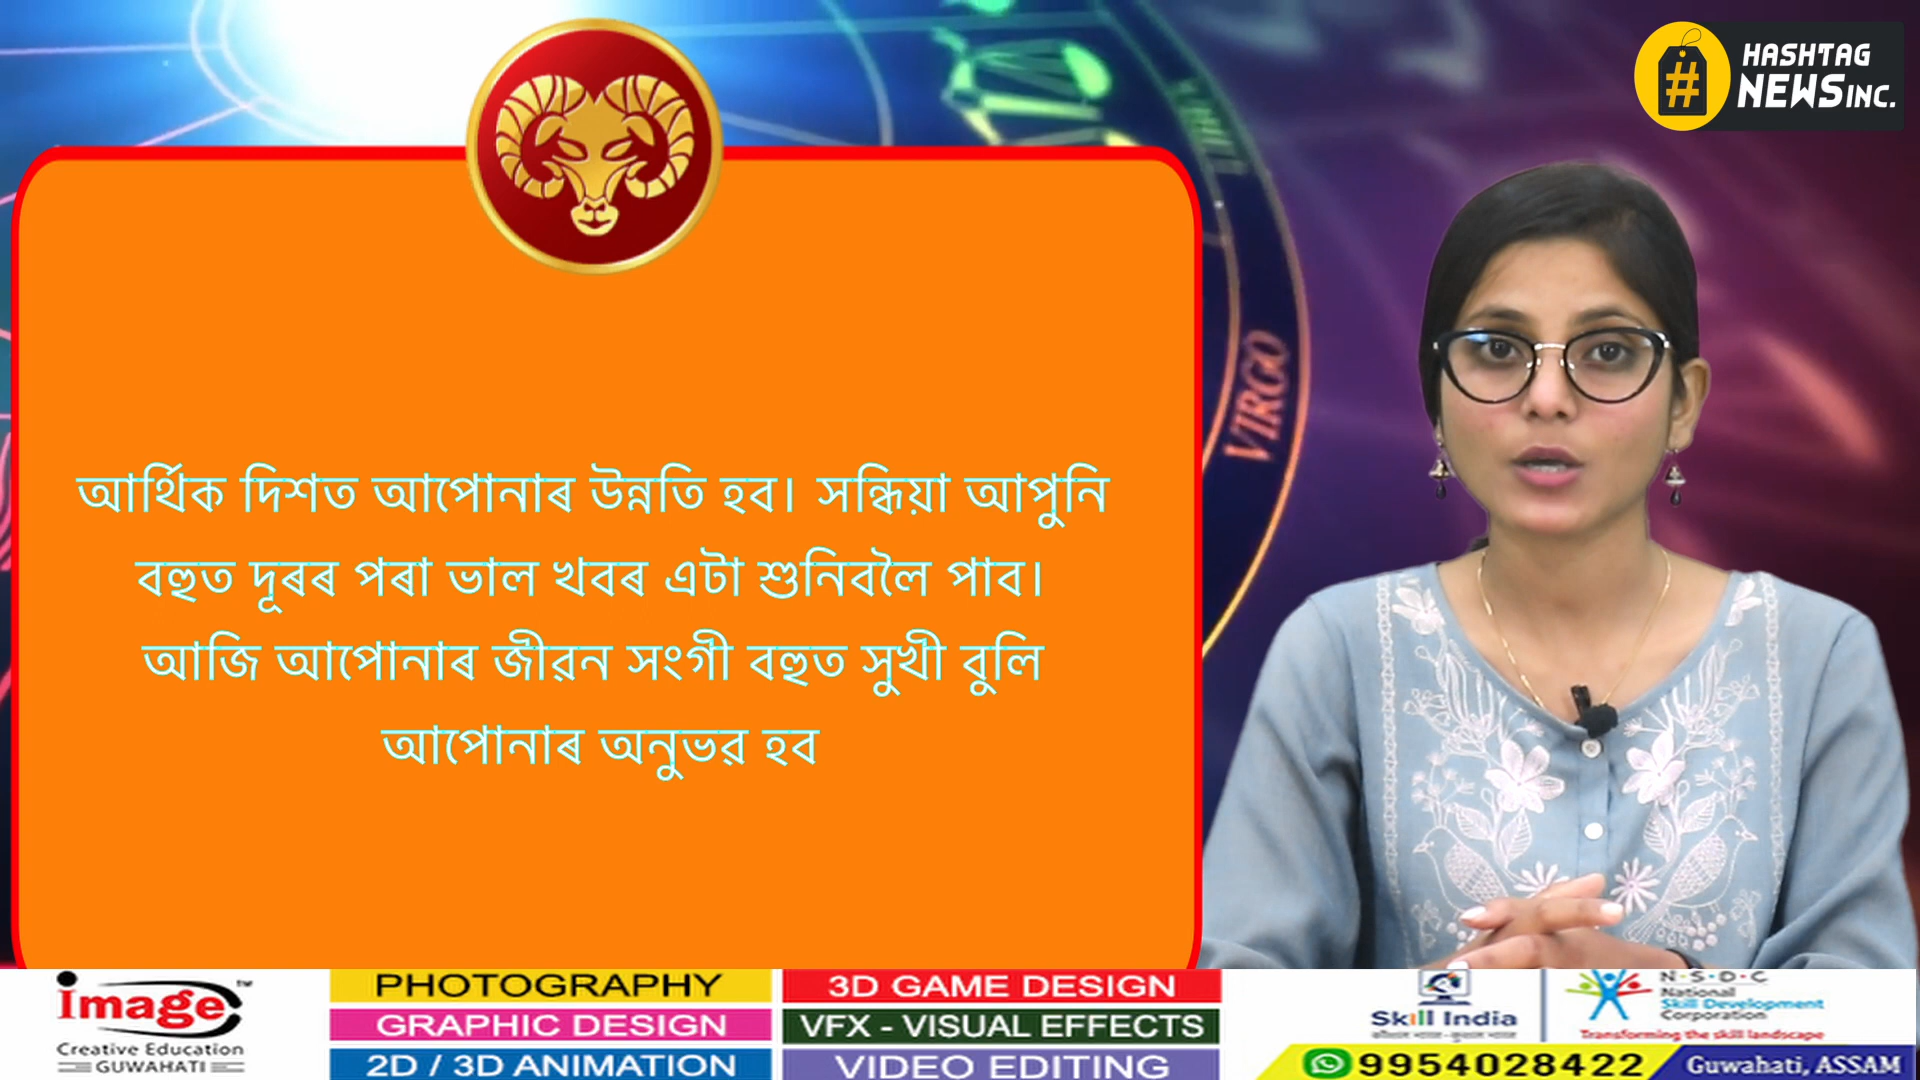 HASHTAG
NEWS INC.
VIRGO
আৰ্থিক দিশত আপোনাৰ উন্নতি হব। সন্ধিয়া আপুনি
বহুত দূৰৰ পৰা ভাল খবৰ এটা শুনিবলৈ পাব।
আজি আপোনাৰ জীৱন সংগী বহুত সুখী বুলি
আপোনাৰ অনুভৱ হব
image™
Creative Education
GUWAHATI
PHOTOGRAPHY
GRAPHIC DESIGN
2D / 3D ANIMATION
3D GAME DESIGN
VFX - VISUAL EFFECTS
VIDEO EDITING
Skill India
N·S·D·C
National
Skill Development
Corporation
Transforming the skill landscape
9954028422
Guwahati, ASSAM